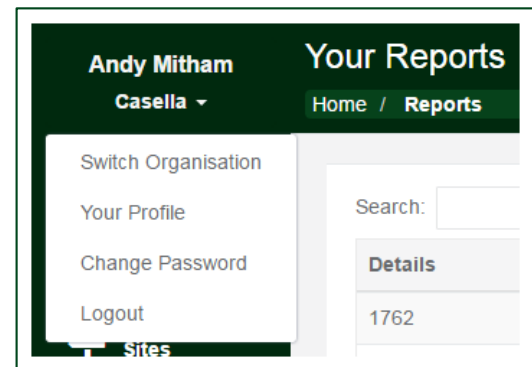 Andy Mitham
Casella
Switch Organisation
Your Profile
Change Password
Logout
Sites
Your Reports
Home / Reports
Search:
Details
1762